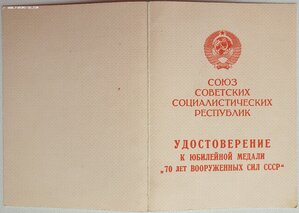 СОЮЗ
СОВЕТСКИХ
СОЦИАЛИСТИЧЕСКИХ
РЕСПУБЛИК
УДОСТОВЕРЕНИЕ
К ЮБИЛЕЙНОЙ МЕДАЛИ
„70 ЛЕТ ВООРУЖЕННЫХ СИЛ СССР"